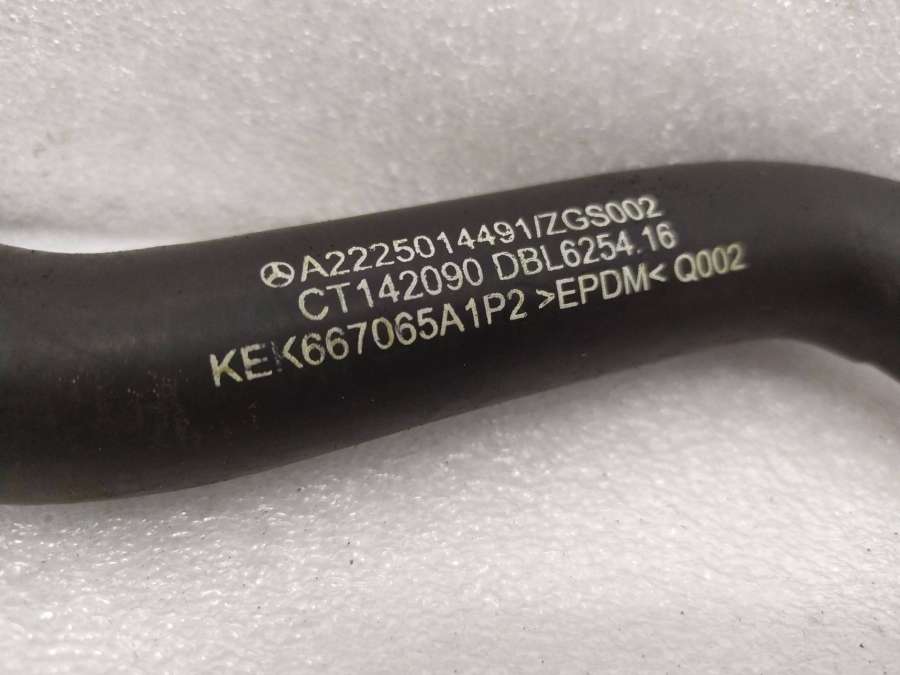 A2225014491/ZGS002
CT142090 DBL6254.16
KEK667065A1P2 >EPDM< Q002